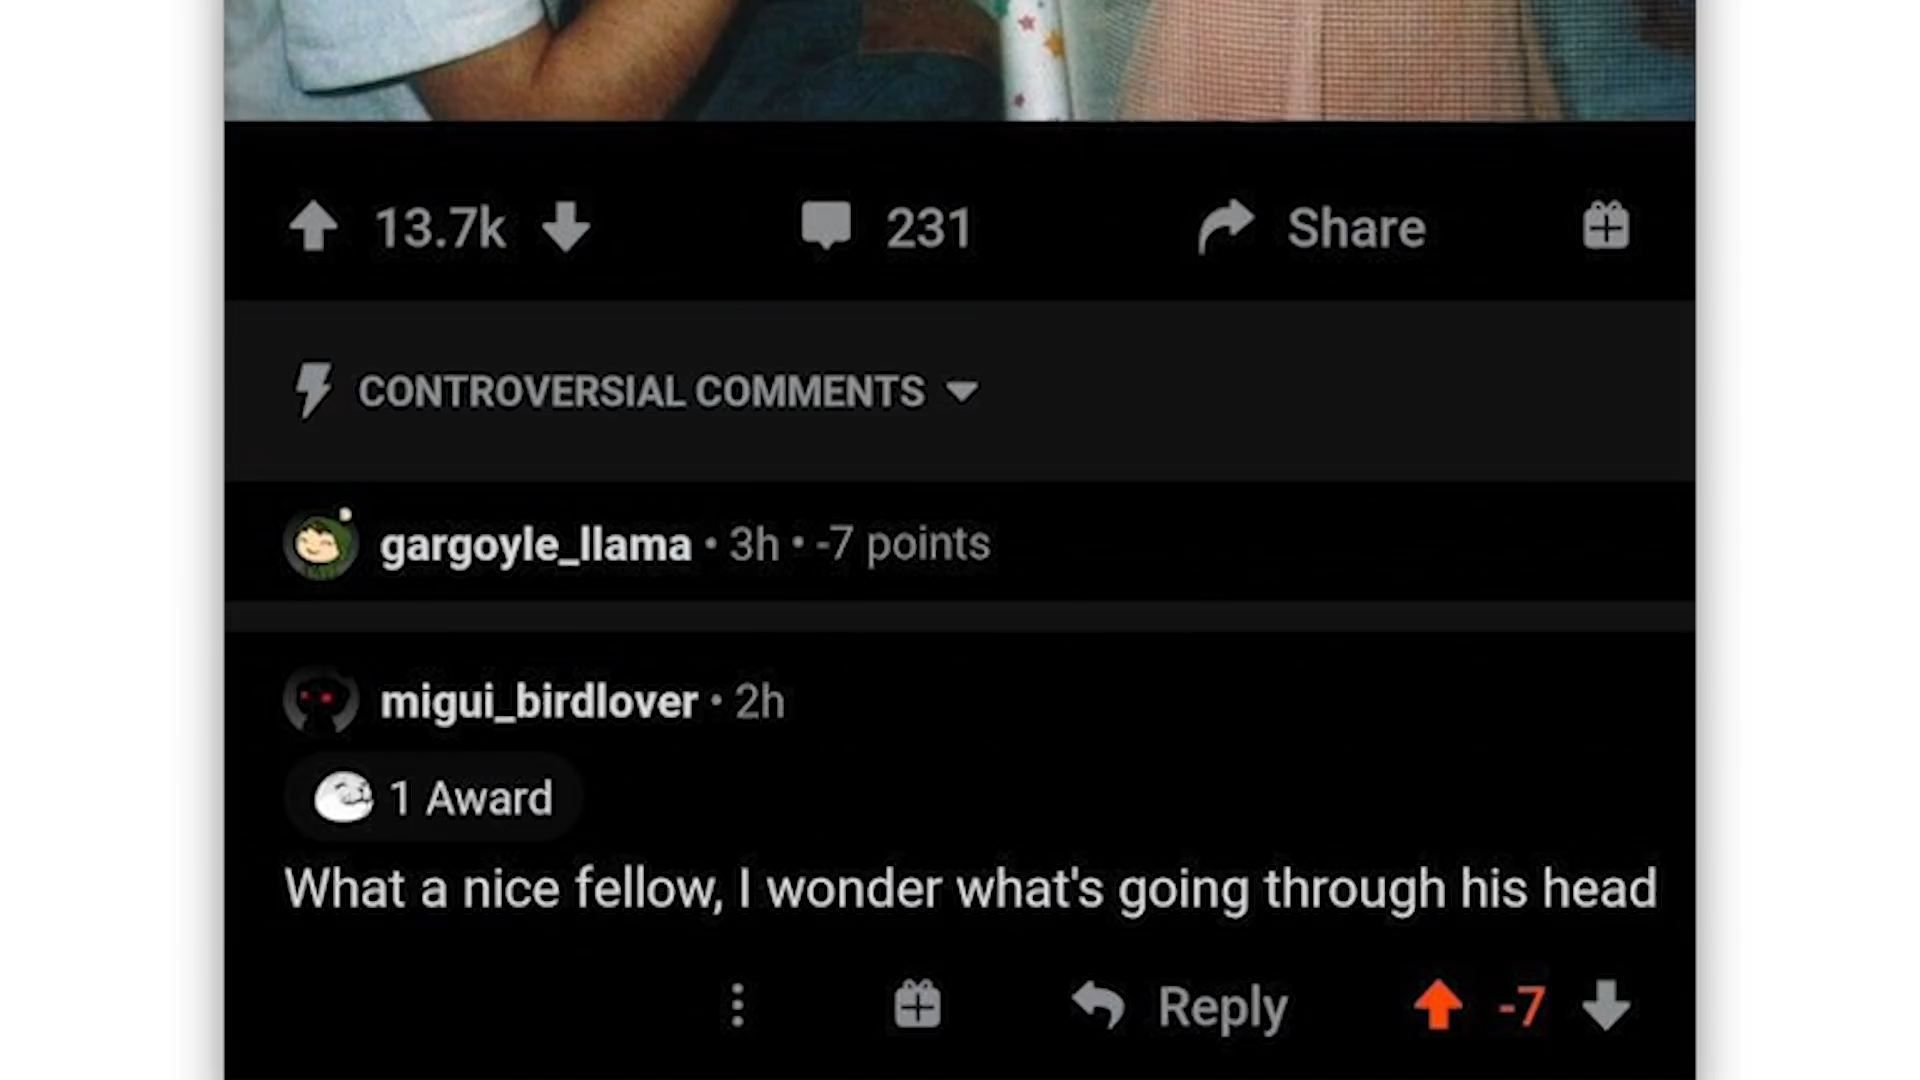 13.7k 231 Share
CONTROVERSIAL COMMENTS
gargoyle_llama • 3h • -7 points
migui_birdlover • 2h
1 Award
What a nice fellow, I wonder what's going through his head
Reply -7